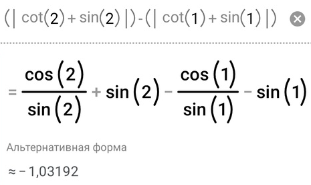 (| cot(2)+ sin(2) |)-(| cot(1)+ sin(1) |)
= cos(2)/sin(2) + sin(2) − cos(1)/sin(1) − sin(1)
Альтернативная форма
≈ − 1,03192